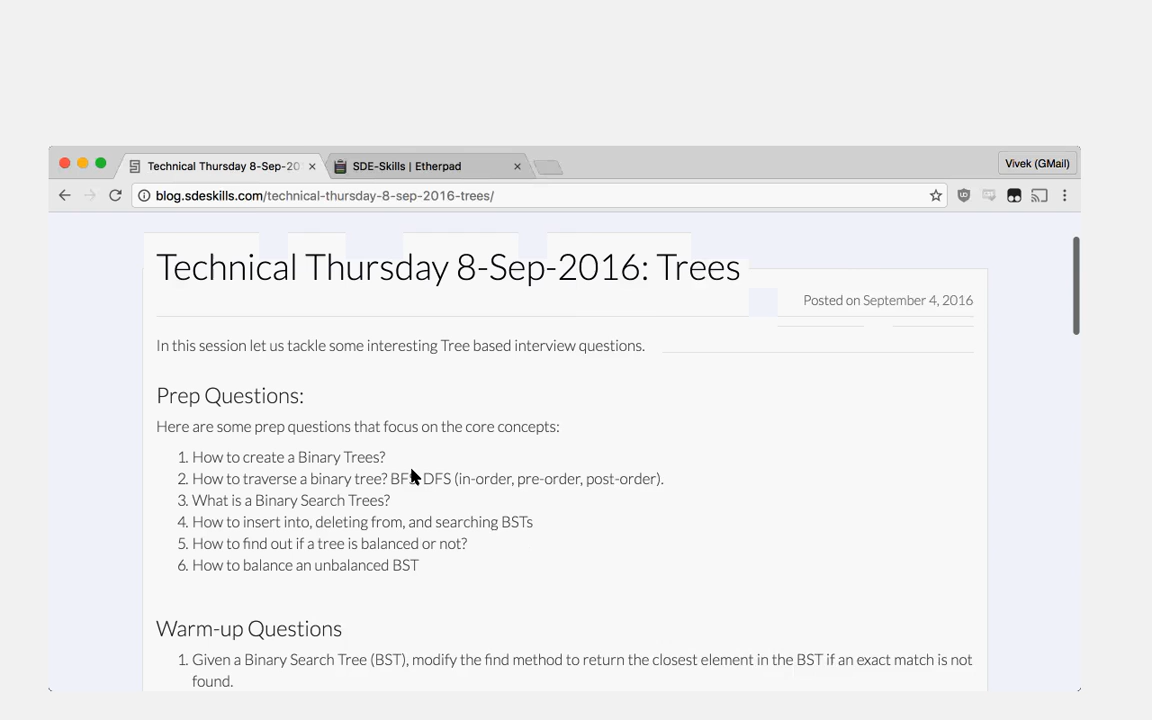 Technical Thursday 8-Sep-20
SDE-Skills | Etherpad
Vivek (GMail)
blog.sdeskills.com/technical-thursday-8-sep-2016-trees/
Technical Thursday 8-Sep-2016: Trees
Posted on September 4, 2016
In this session let us tackle some interesting Tree based interview questions.
Prep Questions:
Here are some prep questions that focus on the core concepts:
1. How to create a Binary Trees?
2. How to traverse a binary tree? BFS, DFS (in-order, pre-order, post-order).
3. What is a Binary Search Trees?
4. How to insert into, deleting from, and searching BSTs
5. How to find out if a tree is balanced or not?
6. How to balance an unbalanced BST
Warm-up Questions
1. Given a Binary Search Tree (BST), modify the find method to return the closest element in the BST if an exact match is not
found.